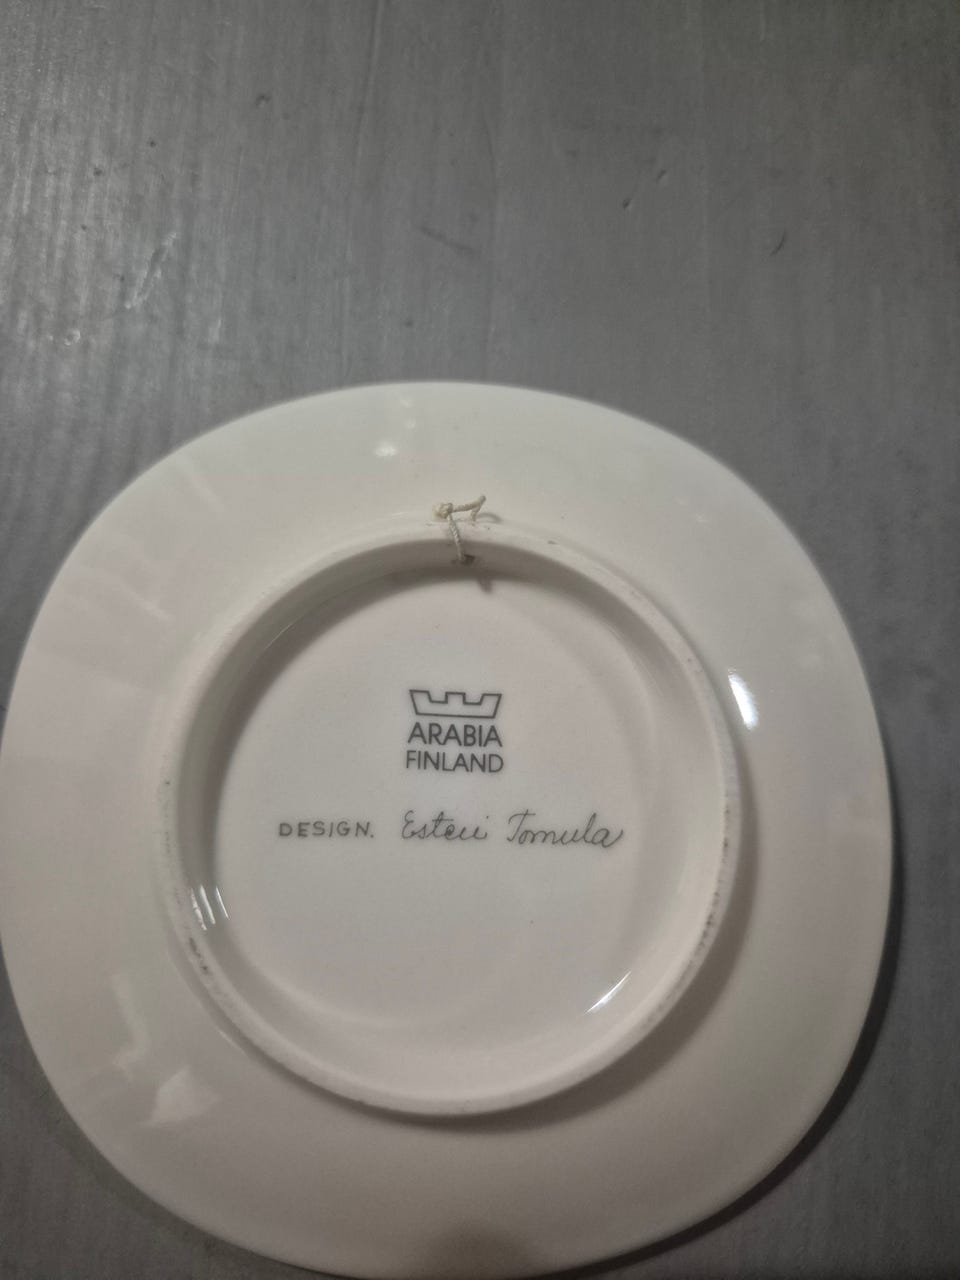 ARABIA
FINLAND
DESIGN. Esteri Tomula